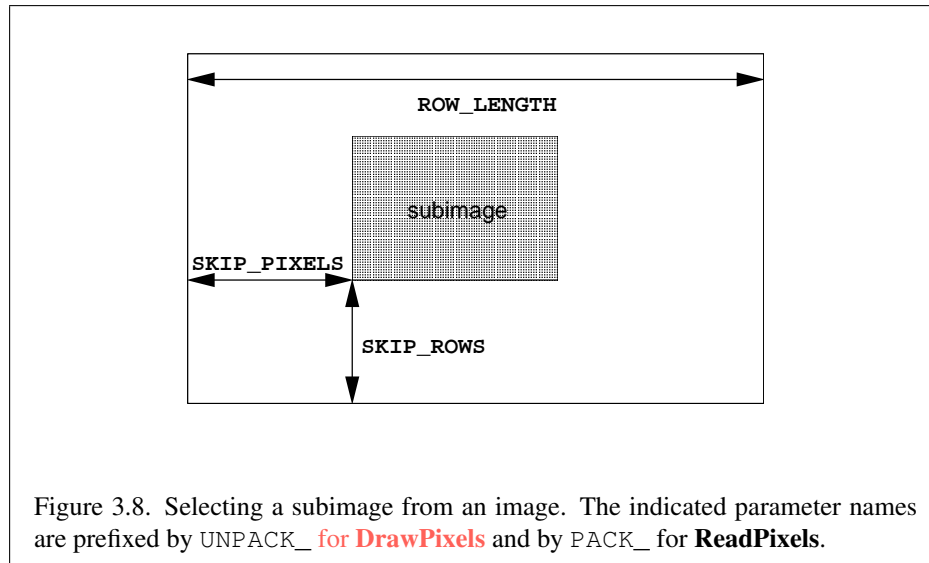 ROW_LENGTH
subimage
SKIP_PIXELS
SKIP_ROWS
Figure 3.8. Selecting a subimage from an image. The indicated parameter names
are prefixed by UNPACK_ for DrawPixels and by PACK_ for ReadPixels.